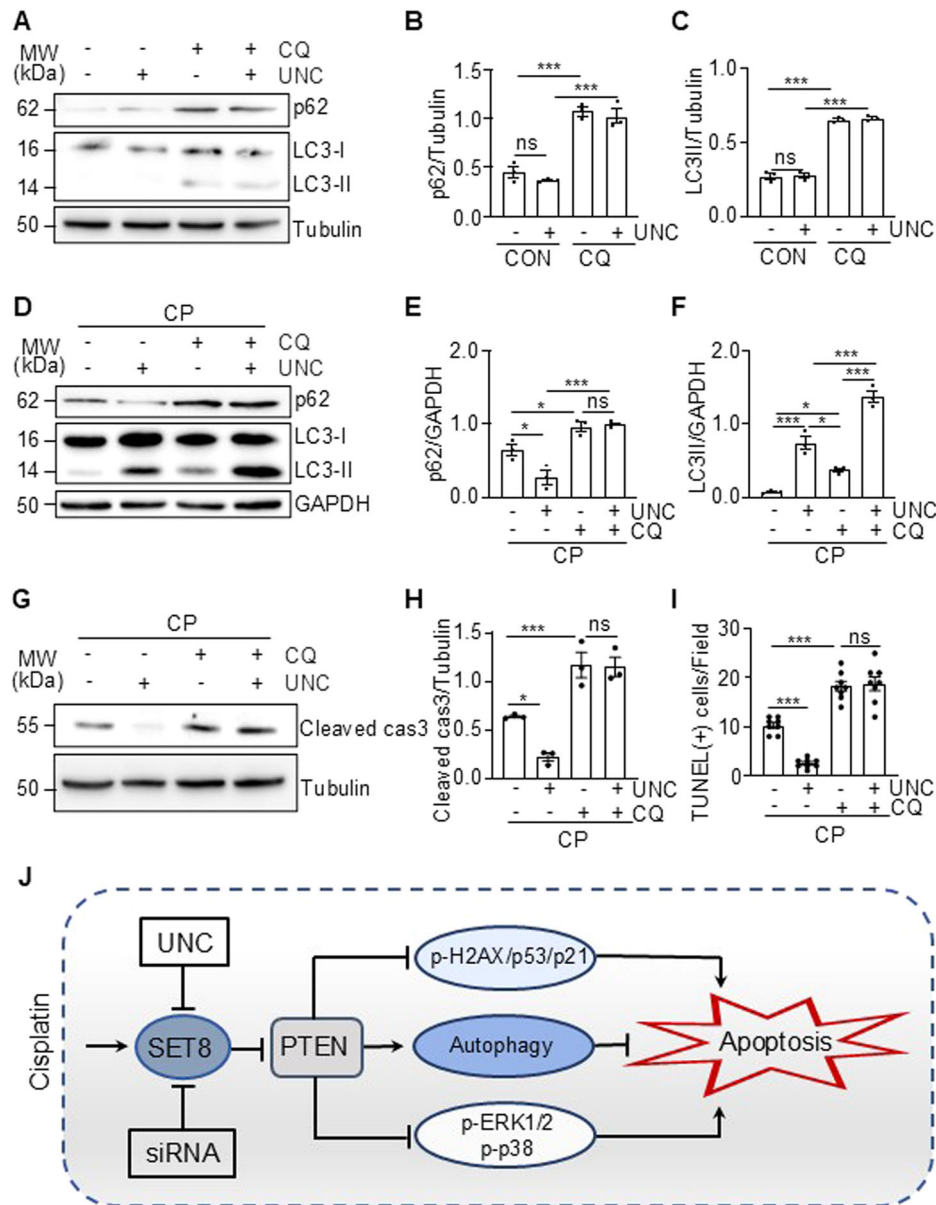 A
MW
(kDa)
- - + + CQ
- + - + UNC
62 p62
16 LC3-I
14 LC3-II
50 Tubulin
B
p62/Tubulin
1.5
1.0
0.5
0.0
***
***
ns
- + - + UNC
CON CQ
C
LC3II/Tubulin
1.0
0.5
0.0
***
***
ns
- + - + UNC
CON CQ
D
CP
MW
(kDa)
- - + + CQ
- + - + UNC
62 p62
16 LC3-I
14 LC3-II
50 GAPDH
E
p62/GAPDH
2.0
1.0
0.0
***
* ns
*
- + - + UNC
- - + + CQ
CP
F
LC3II/GAPDH
2.0
1.0
0.0
***
***
*
*** *
- + - + UNC
- - + + CQ
CP
G
CP
MW
(kDa)
- - + + CQ
- + - + UNC
55 Cleaved cas3
50 Tubulin
H
Cleaved cas3/Tubulin
1.5
1.0
0.5
0.0
*** ns
*
- + - + UNC
- - + + CQ
CP
I
TUNEL(+) cells/Field
30
20
10
0
*** ns
***
- + - + UNC
- - + + CQ
CP
J
Cisplatin
UNC
SET8
siRNA
PTEN
p-H2AX/p53/p21
Autophagy
p-ERK1/2
p-p38
Apoptosis